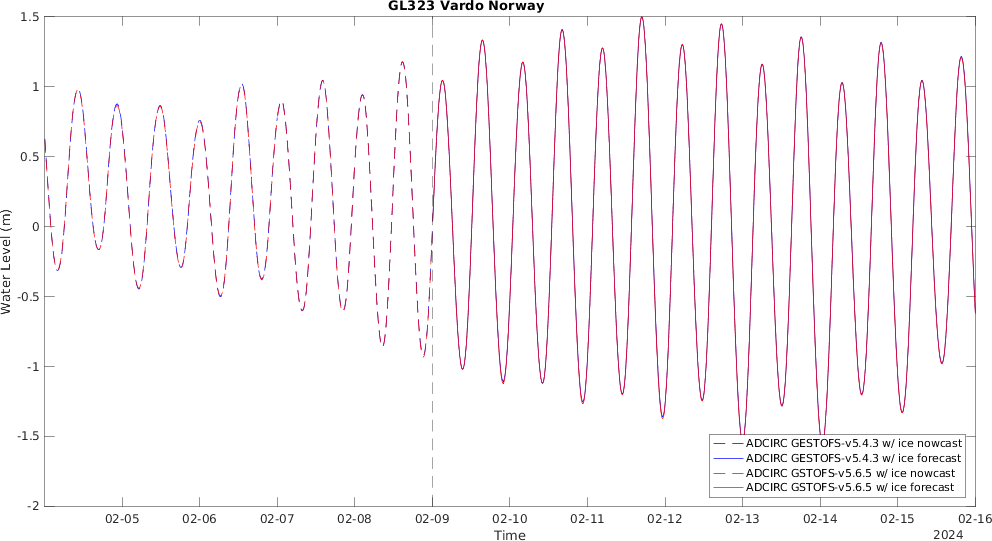 GL323 Vardo Norway
1.5
1
0.5
0
-0.5
-1
-1.5
-2
Water Level (m)
02-05 02-06 02-07 02-08 02-09 02-10 02-11 02-12 02-13 02-14 02-15 02-16
Time
2024
ADCIRC GESTOFS-v5.4.3 w/ ice nowcast
ADCIRC GESTOFS-v5.4.3 w/ ice forecast
ADCIRC GSTOFS-v5.6.5 w/ ice nowcast
ADCIRC GSTOFS-v5.6.5 w/ ice forecast